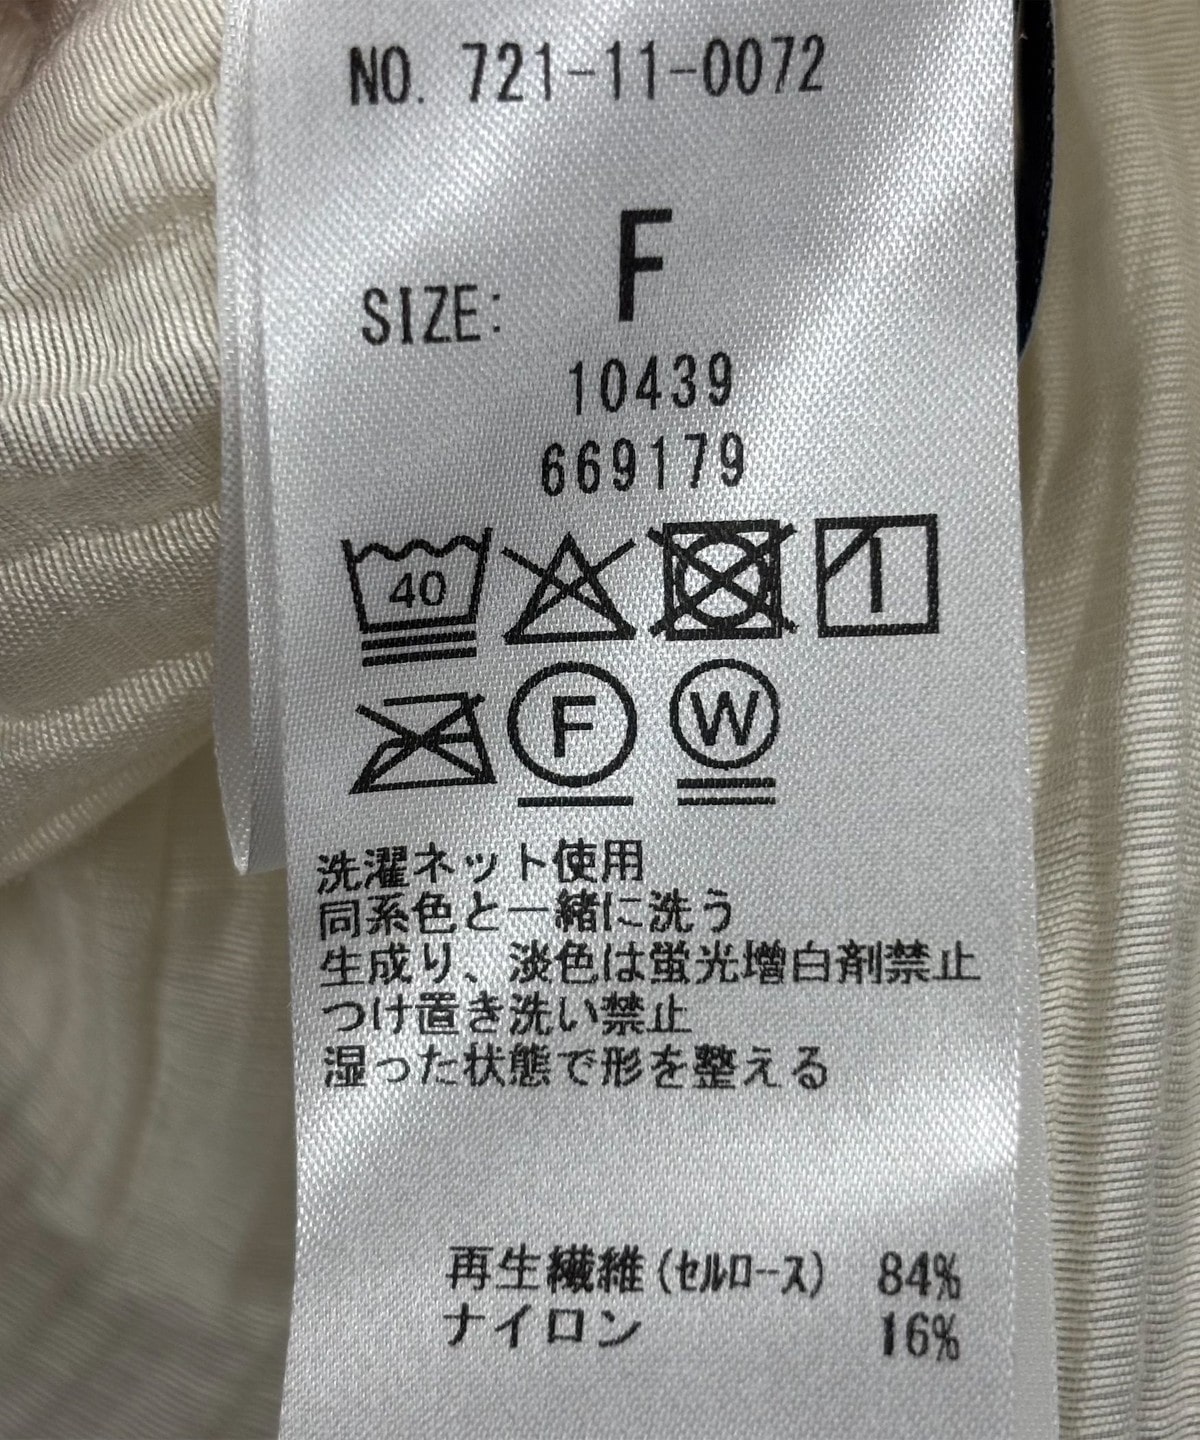 NO. 721-11-0072
SIZE: F
10439
669179
40
F W
洗濯ネット使用
同系色と一緒に洗う
生成り、淡色は蛍光増白剤禁止
つけ置き洗い禁止
湿った状態で形を整える
再生繊維(セルロース) 84%
ナイロン 16%